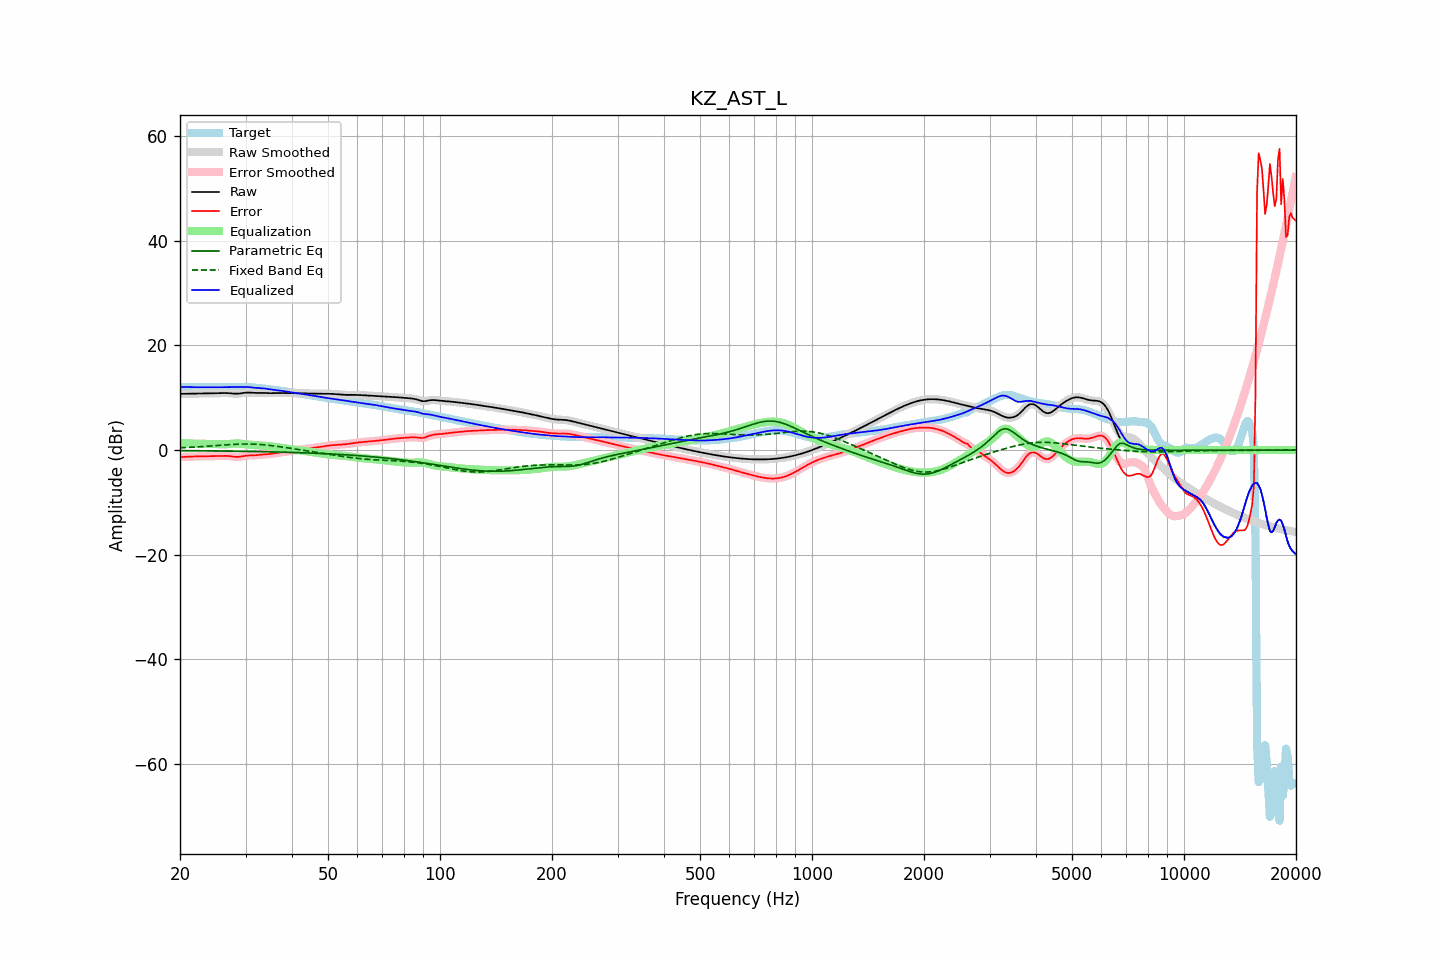 KZ_AST_L
Target
Raw Smoothed
Error Smoothed
Raw
Error
Equalization
Parametric Eq
Fixed Band Eq
Equalized
60
40
20
0
−20
−40
−60
Amplitude (dBr)
20
50
100
200
500
1000
2000
5000
10000
20000
Frequency (Hz)